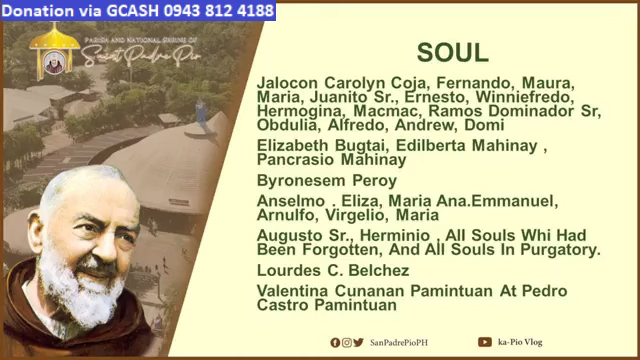 Donation via GCASH 0943 812 4188
PARISH AND NATIONAL SHRINE OF
Saint Padre Pio
SOUL
Jalocon Carolyn Coja, Fernando, Maura,
Maria, Juanito Sr., Ernesto, Winniefredo,
Hermogina, Macmac, Ramos Dominador Sr,
Obdulia, Alfredo, Andrew, Domi
Elizabeth Bugtai, Edilberta Mahinay ,
Pancrasio Mahinay
Byronesem Peroy
Anselmo . Eliza, Maria Ana.Emmanuel,
Arnulfo, Virgelio, Maria
Augusto Sr., Herminio , All Souls Whi Had
Been Forgotten, And All Souls In Purgatory.
Lourdes C. Belchez
Valentina Cunanan Pamintuan At Pedro
Castro Pamintuan
SanPadrePioPH
ka-Pio Vlog